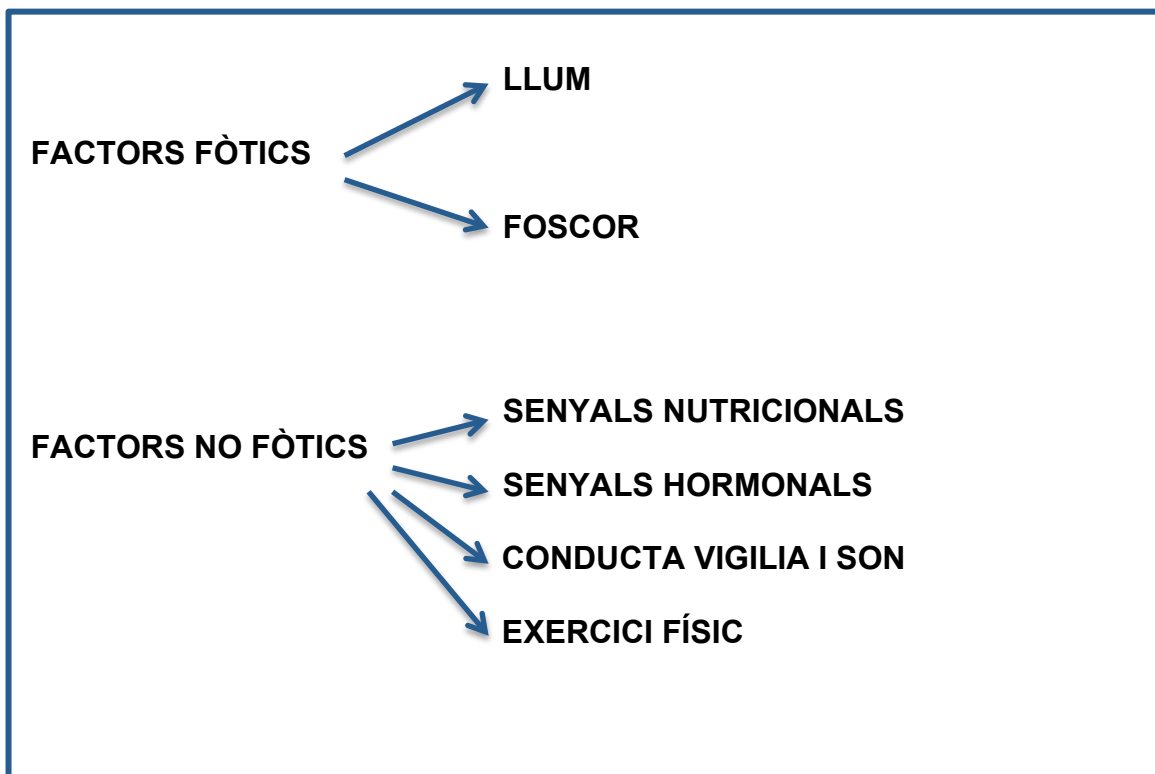 LLUM
FACTORS FÒTICS
FOSCOR
SENYALS NUTRICIONALS
FACTORS NO FÒTICS
SENYALS HORMONALS
CONDUCTA VIGILIA I SON
EXERCICI FÍSIC